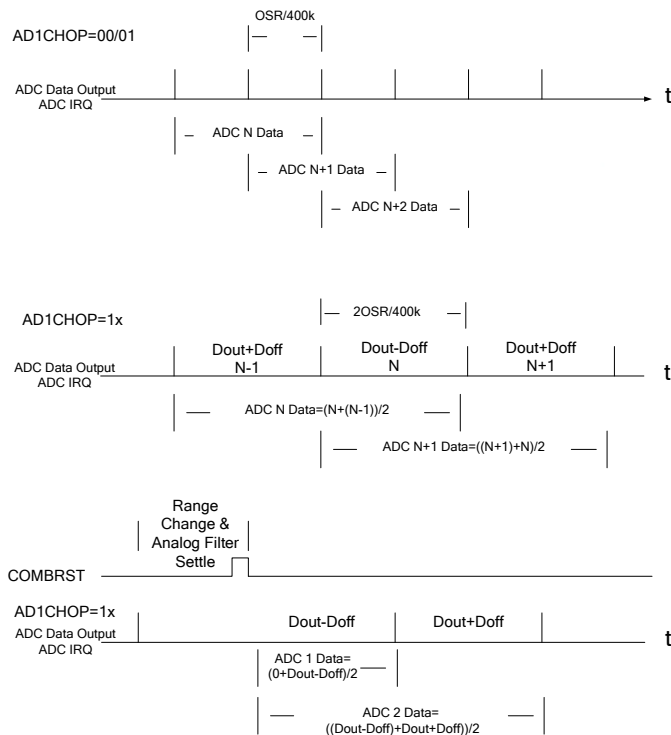 OSR/400k
AD1CHOP=00/01
ADC Data Output
ADC IRQ
t
ADC N Data
ADC N+1 Data
ADC N+2 Data
AD1CHOP=1x
2OSR/400k
Dout+Doff
N-1
Dout-Doff
N
Dout+Doff
N+1
ADC Data Output
ADC IRQ
t
ADC N Data=(N+(N-1))/2
ADC N+1 Data=((N+1)+N)/2
Range
Change &
Analog Filter
Settle
COMBRST
AD1CHOP=1x
ADC Data Output
ADC IRQ
Dout-Doff
Dout+Doff
t
ADC 1 Data=
(0+Dout-Doff)/2
ADC 2 Data=
((Dout-Doff)+Dout+Doff))/2